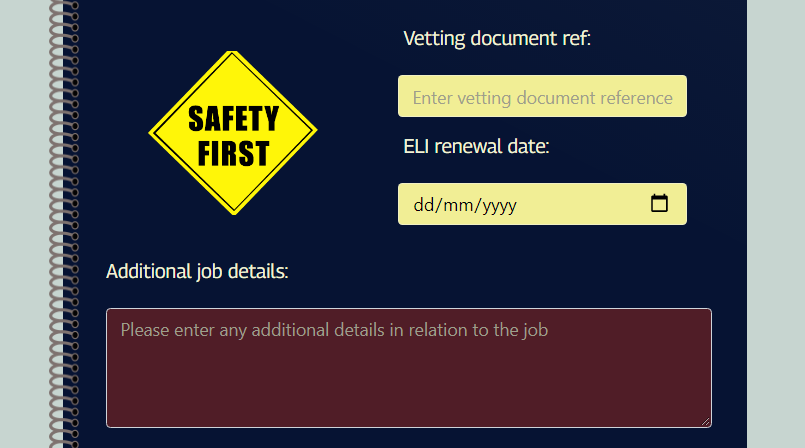 Vetting document ref:
SAFETY
FIRST
Enter vetting document reference
ELI renewal date:
dd/mm/yyyy
Additional job details:
Please enter any additional details in relation to the job